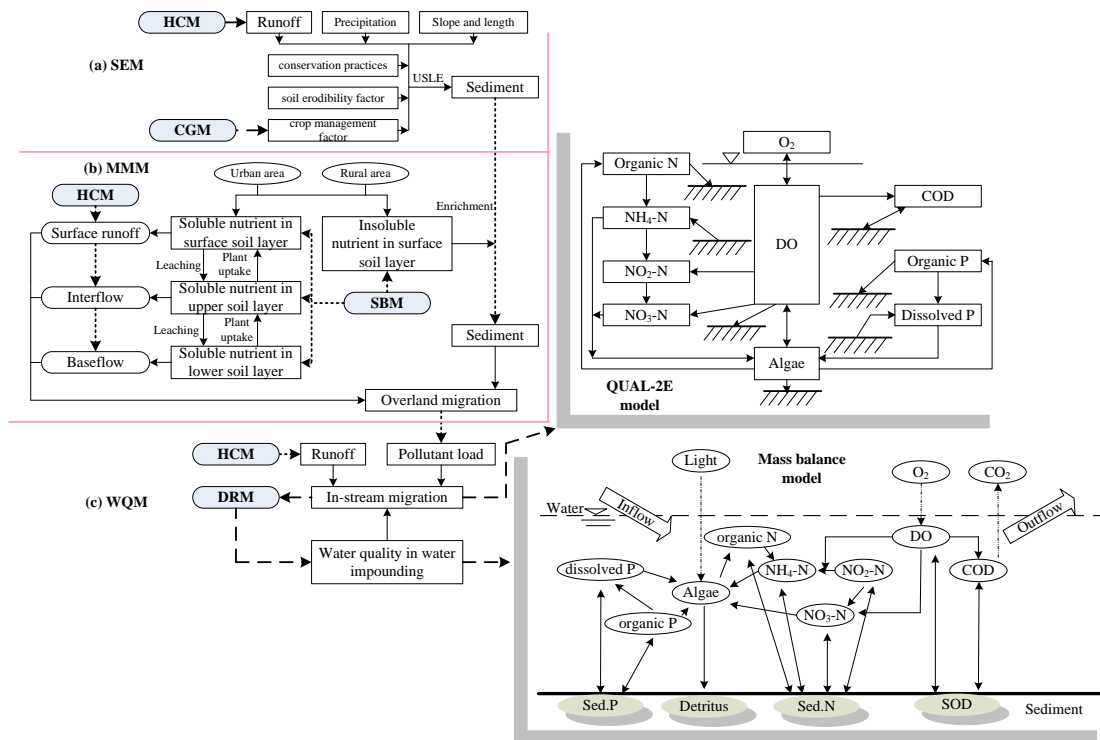 HCM
Runoff
Precipitation
Slope and length
(a) SEM
conservation practices
USLE
soil erodibility factor
Sediment
CGM
crop management
factor
(b) MMM
Urban area
Rural area
HCM
Enrichment
Surface runoff
Soluble nutrient in
surface soil layer
Insoluble
nutrient in surface
soil layer
Leaching
Plant
uptake
Interflow
Soluble nutrient in
upper soil layer
SBM
Leaching
Plant
uptake
Sediment
Baseflow
Soluble nutrient in
lower soil layer
Overland migration
HCM
Runoff
Pollutant load
(c) WQM
DRM
In-stream migration
Water quality in water
impounding
O2
Organic N
COD
NH4-N
DO
NO2-N
Organic P
NO3-N
Dissolved P
Algae
QUAL-2E
model
Light
Mass balance
model
O2
CO2
Water
Inflow
Outflow
organic N
DO
dissolved P
NH4-N
NO2-N
COD
Algae
NO3-N
organic P
Sed.P
Detritus
Sed.N
SOD
Sediment